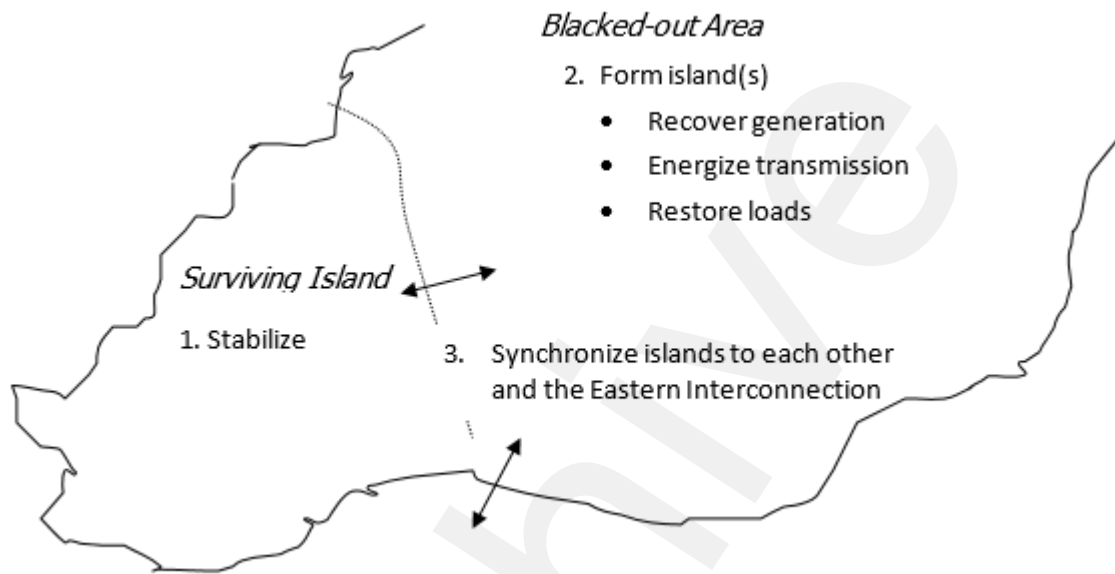 Blacked-out Area
2. Form island(s)
• Recover generation
• Energize transmission
• Restore loads
Surviving Island
1. Stabilize
3. Synchronize islands to each other
and the Eastern Interconnection
hive